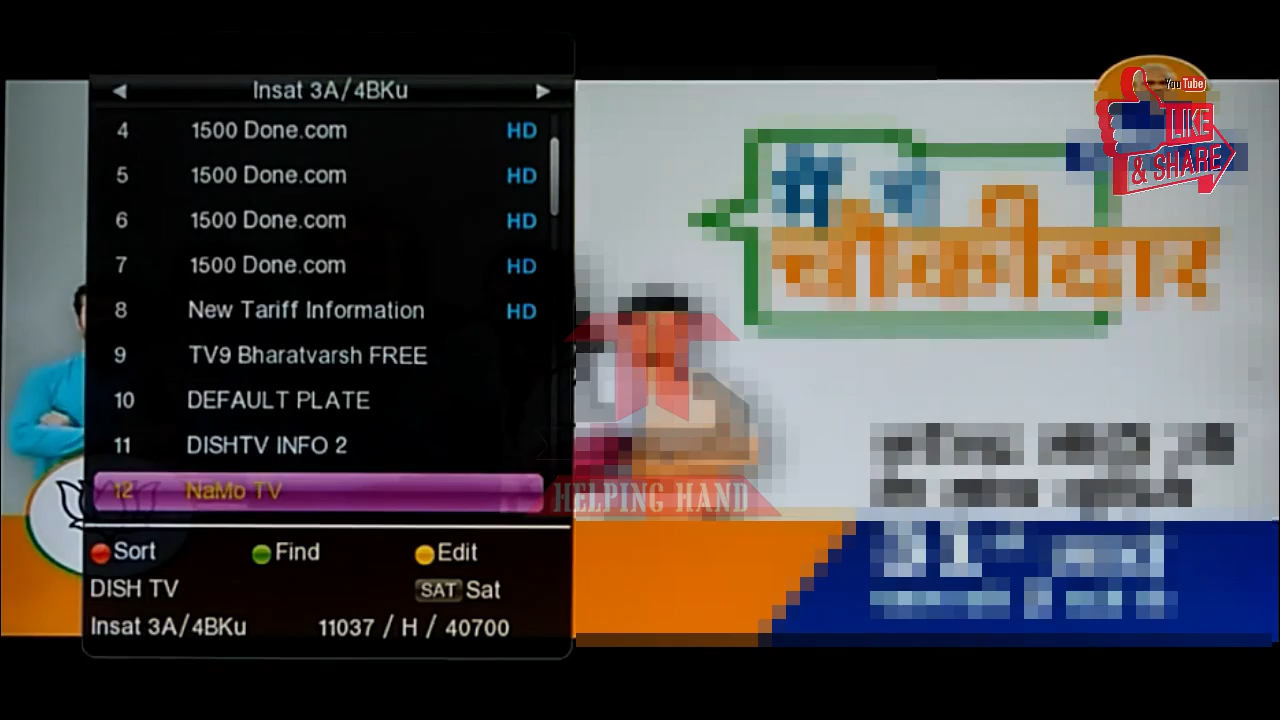 Insat 3A/4BKu
4 1500 Done.com HD
5 1500 Done.com HD
6 1500 Done.com HD
7 1500 Done.com HD
8 New Tariff Information HD
9 TV9 Bharatvarsh FREE
10 DEFAULT PLATE
11 DISHTV INFO 2
12 NaMo TV
Sort Find Edit
DISH TV SAT Sat
Insat 3A/4BKu 11037 / H / 40700
YouTube
LIKE
& SHARE
मैं भी
चौकीदार
HELPING HAND